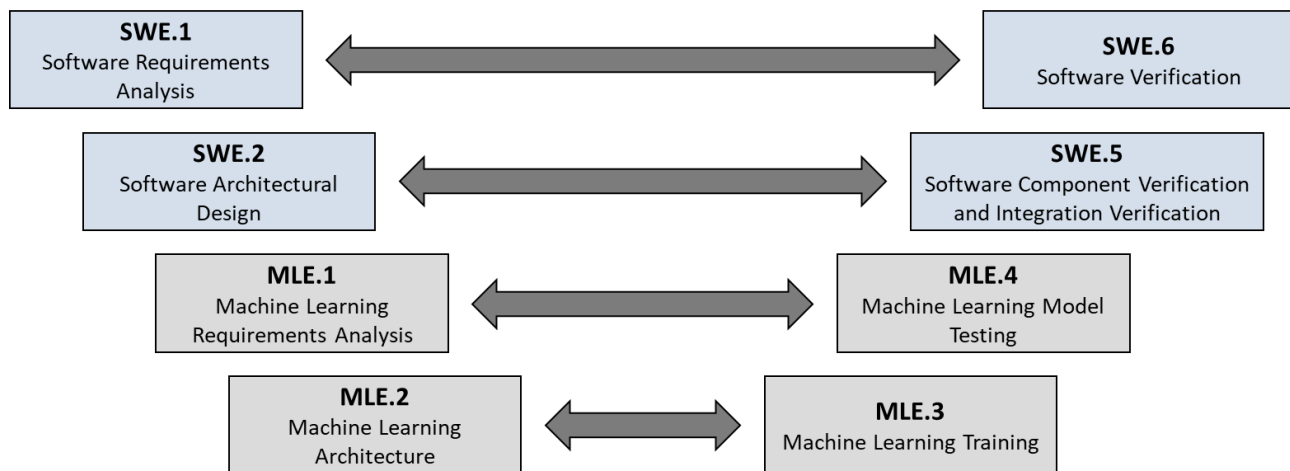 SWE.1
Software Requirements
Analysis
SWE.6
Software Verification
SWE.2
Software Architectural
Design
SWE.5
Software Component Verification
and Integration Verification
MLE.1
Machine Learning
Requirements Analysis
MLE.4
Machine Learning Model
Testing
MLE.2
Machine Learning
Architecture
MLE.3
Machine Learning Training